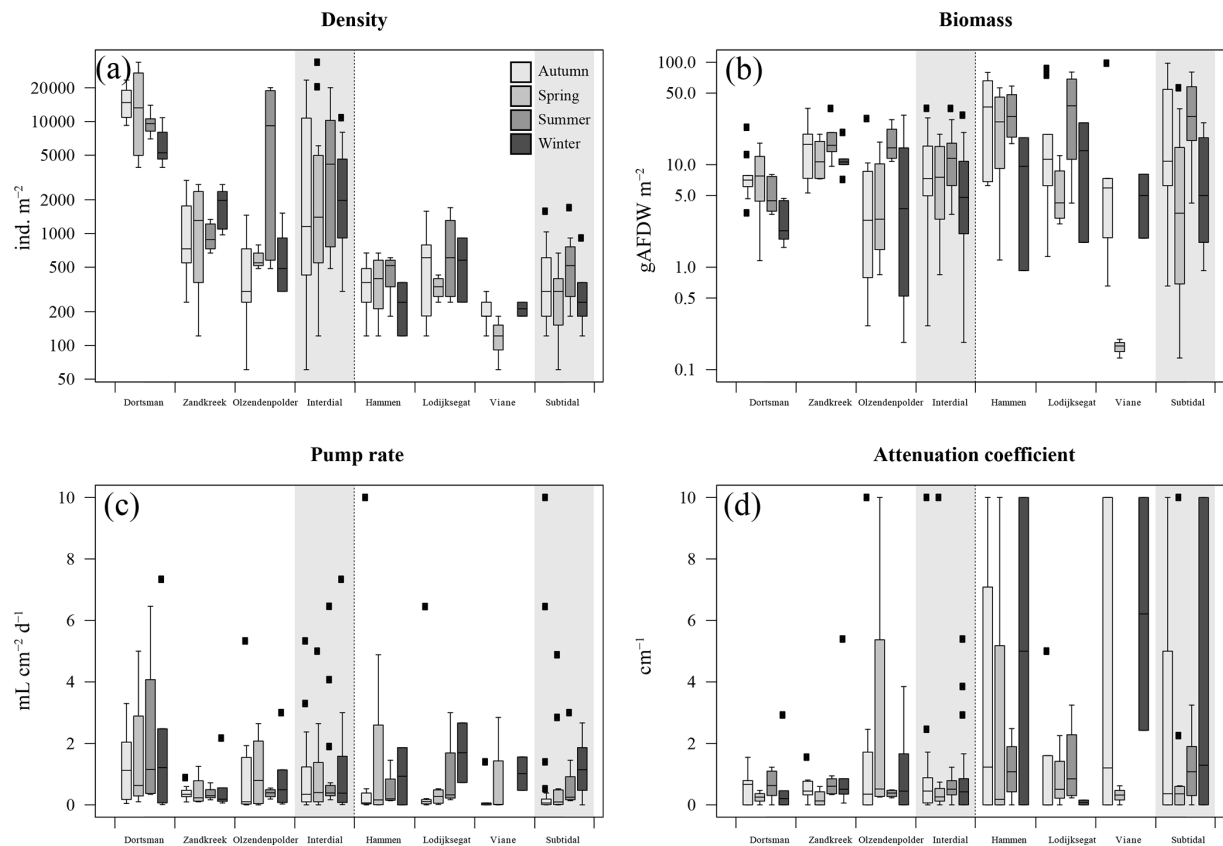 Density
(a)
ind. m⁻²
20000
10000
5000
2000
1000
500
200
100
50
Autumn
Spring
Summer
Winter
Dortsman Zandkreek Olzendenpolder Interdial Hammen Lodijksegat Viane Subtidal
Biomass
(b)
gAFDW m⁻²
100.0
50.0
10.0
5.0
1.0
0.5
0.1
Dortsman Zandkreek Olzendenpolder Interdial Hammen Lodijksegat Viane Subtidal
Pump rate
(c)
mL cm⁻² d⁻¹
10
8
6
4
2
0
Dortsman Zandkreek Olzendenpolder Interdial Hammen Lodijksegat Viane Subtidal
Attenuation coefficient
(d)
cm⁻¹
10
8
6
4
2
0
Dortsman Zandkreek Olzendenpolder Interdial Hammen Lodijksegat Viane Subtidal